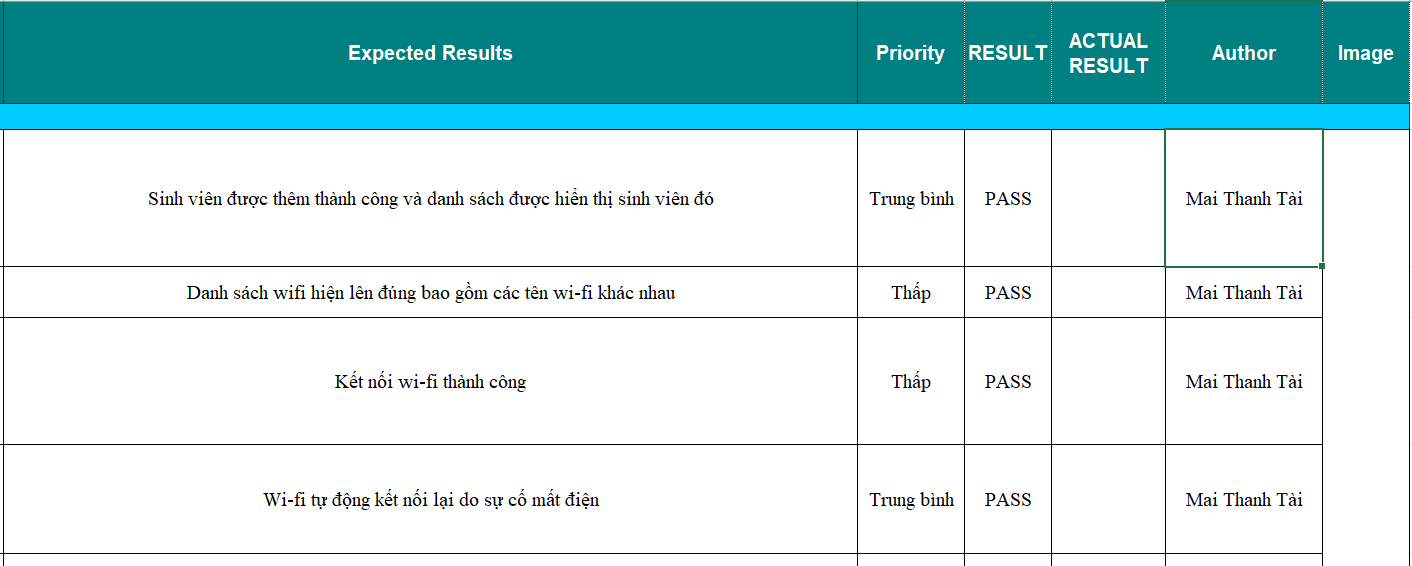 Expected Results Priority RESULT ACTUAL RESULT Author Image
Sinh viên được thêm thành công và danh sách được hiển thị sinh viên đó Trung bình PASS Mai Thanh Tài
Danh sách wifi hiện lên đúng bao gồm các tên wi-fi khác nhau Thấp PASS Mai Thanh Tài
Kết nối wi-fi thành công Thấp PASS Mai Thanh Tài
Wi-fi tự động kết nối lại do sự cố mất điện Trung bình PASS Mai Thanh Tài